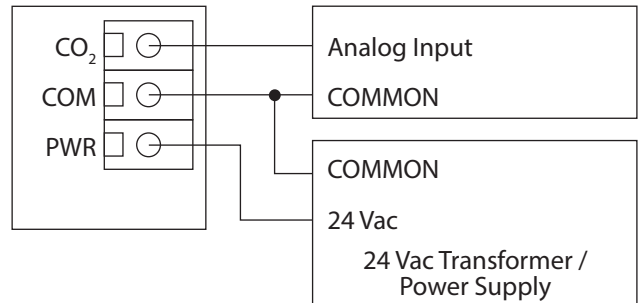 CO₂
COM
PWR
Analog Input
COMMON
COMMON
24 Vac
24 Vac Transformer /
Power Supply